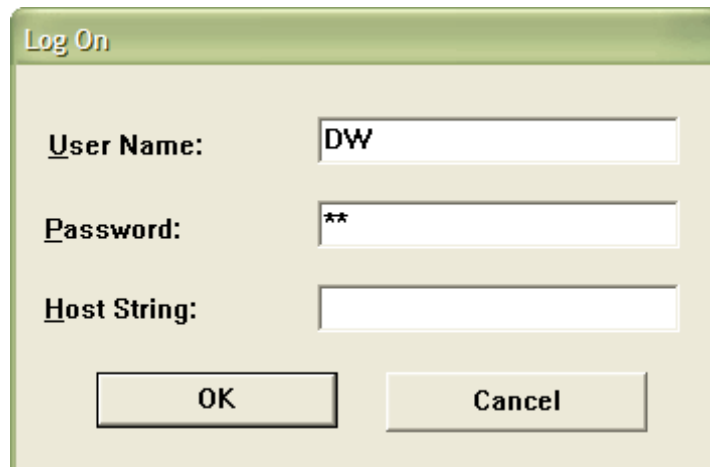 Log On
User Name: DW
Password: **
Host String:
OK Cancel